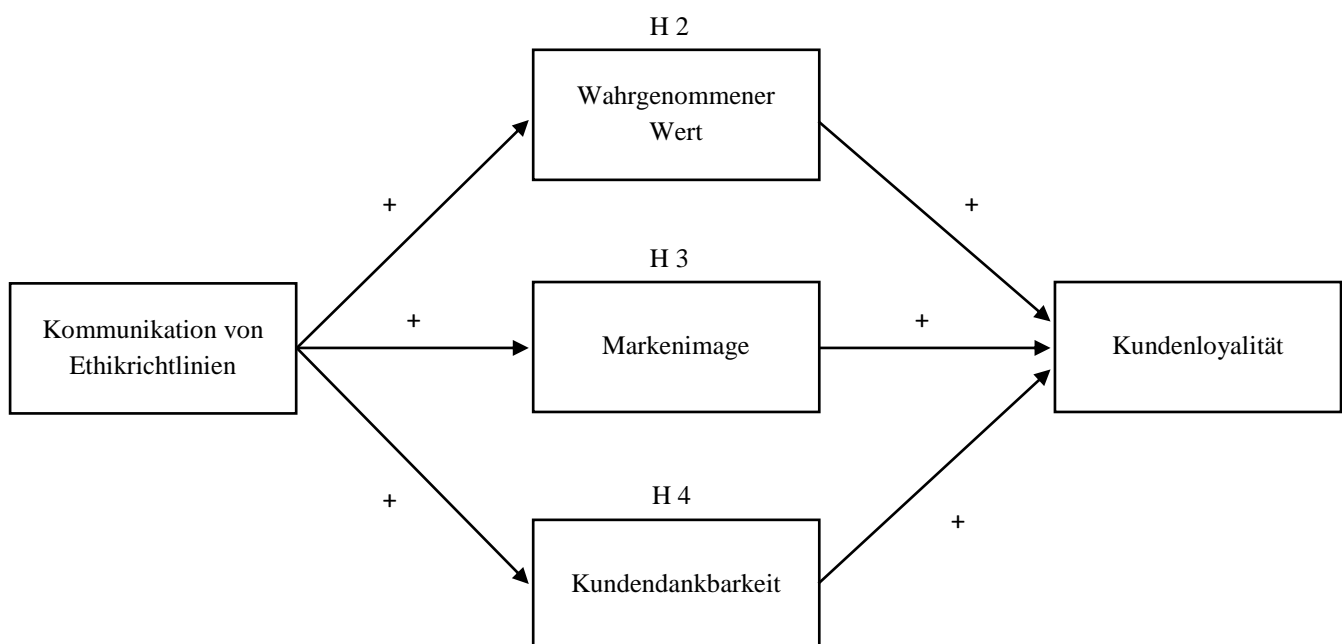 H 2
Wahrgenommener
Wert
+
+
H 3
Kommunikation von
Ethikrichtlinien
+
Markenimage
+
Kundenloyalität
H 4
+
Kundendankbarkeit
+